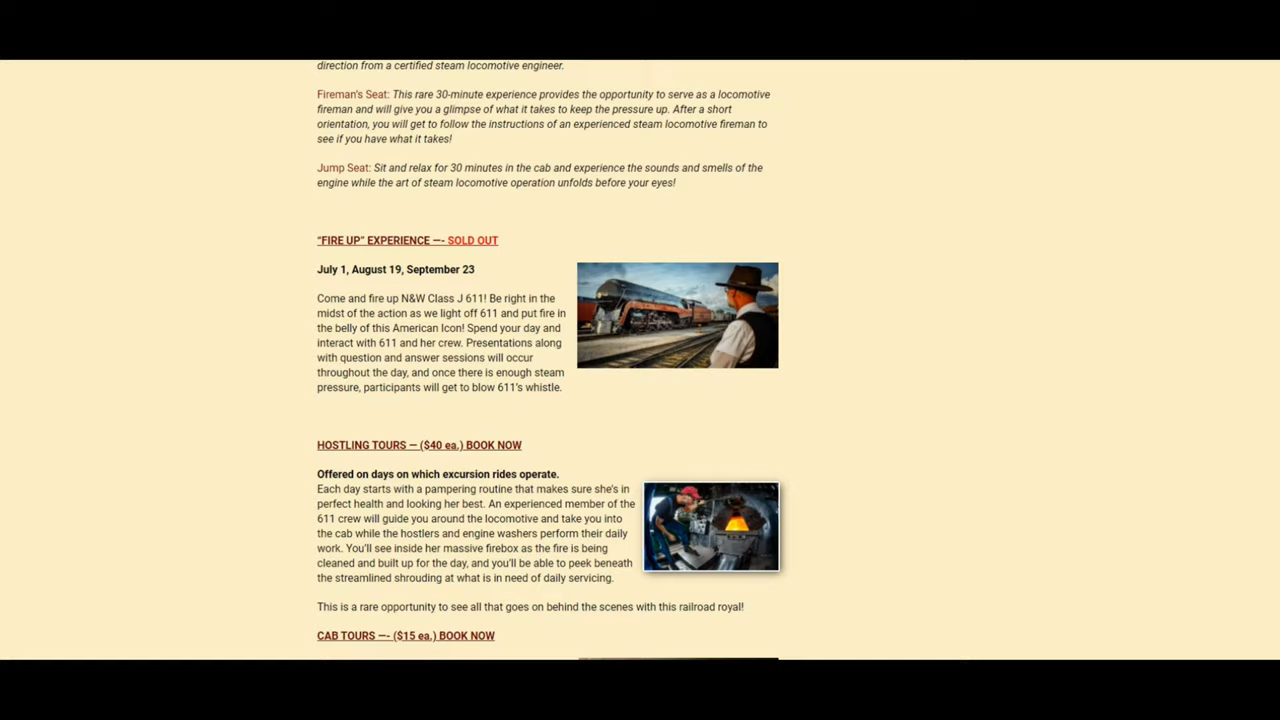 direction from a certified steam locomotive engineer.
Fireman's Seat: This rare 30-minute experience provides the opportunity to serve as a locomotive
fireman and will give you a glimpse of what it takes to keep the pressure up. After a short
orientation, you will get to follow the instructions of an experienced steam locomotive fireman to
see if you have what it takes!
Jump Seat: Sit and relax for 30 minutes in the cab and experience the sounds and smells of the
engine while the art of steam locomotive operation unfolds before your eyes!
“FIRE UP” EXPERIENCE —- SOLD OUT
July 1, August 19, September 23
Come and fire up N&W Class J 611! Be right in the
midst of the action as we light off 611 and put fire in
the belly of this American Icon! Spend your day and
interact with 611 and her crew. Presentations along
with question and answer sessions will occur
throughout the day, and once there is enough steam
pressure, participants will get to blow 611's whistle.
HOSTLING TOURS — ($40 ea.) BOOK NOW
Offered on days on which excursion rides operate.
Each day starts with a pampering routine that makes sure she's in
perfect health and looking her best. An experienced member of the
611 crew will guide you around the locomotive and take you into
the cab while the hostlers and engine washers perform their daily
work. You'll see inside her massive firebox as the fire is being
cleaned and built up for the day, and you'll be able to peek beneath
the streamlined shrouding at what is in need of daily servicing.
This is a rare opportunity to see all that goes on behind the scenes with this railroad royal!
CAB TOURS —- ($15 ea.) BOOK NOW